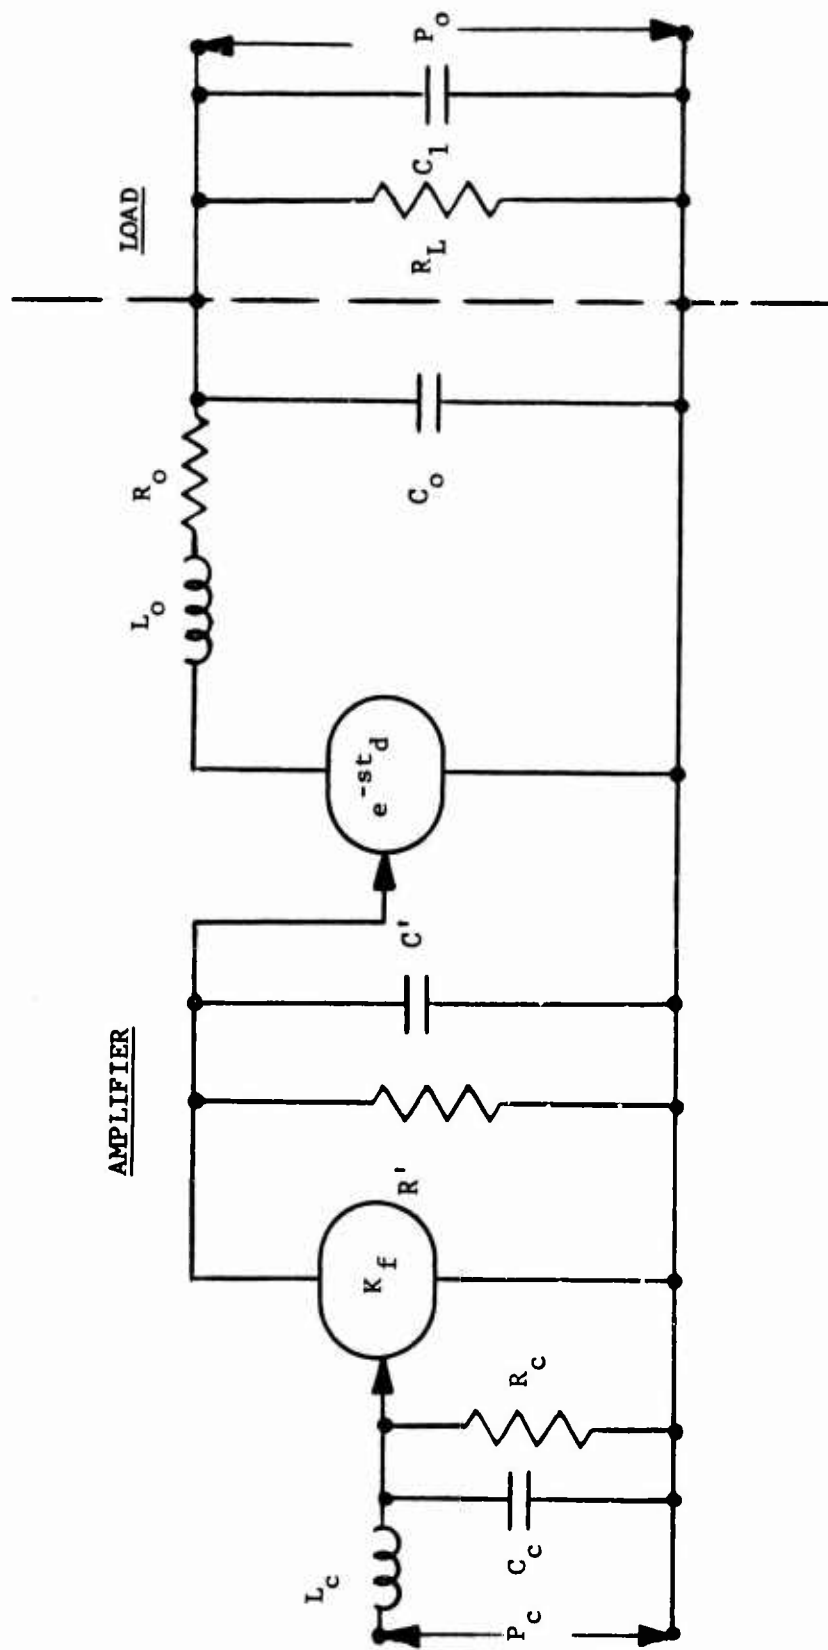 AMPLIFIER
LOAD
L_c
P_c
C_c
R_c
K_f
R'
C'
e^-st_d
L_o
R_o
C_o
R_L
C_1
P_o